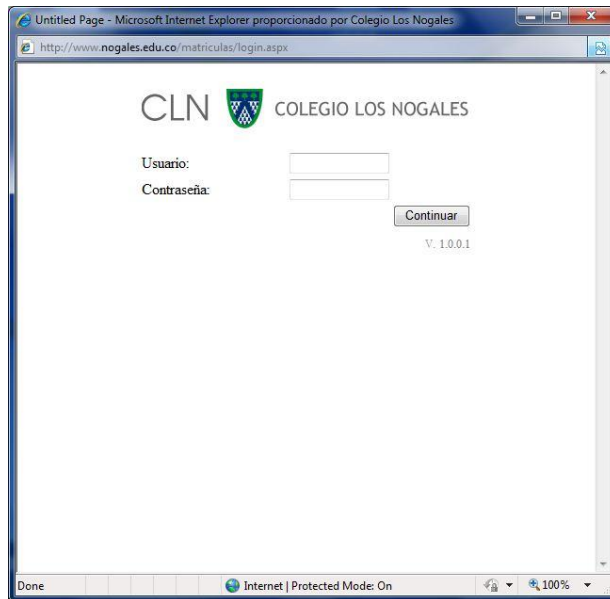 Untitled Page - Microsoft Internet Explorer proporcionado por Colegio Los Nogales
http://www.nogales.edu.co/matriculas/login.aspx
CLN COLEGIO LOS NOGALES
Usuario:
Contraseña:
Continuar
V. 1.0.0.1
Done Internet | Protected Mode: On 100%